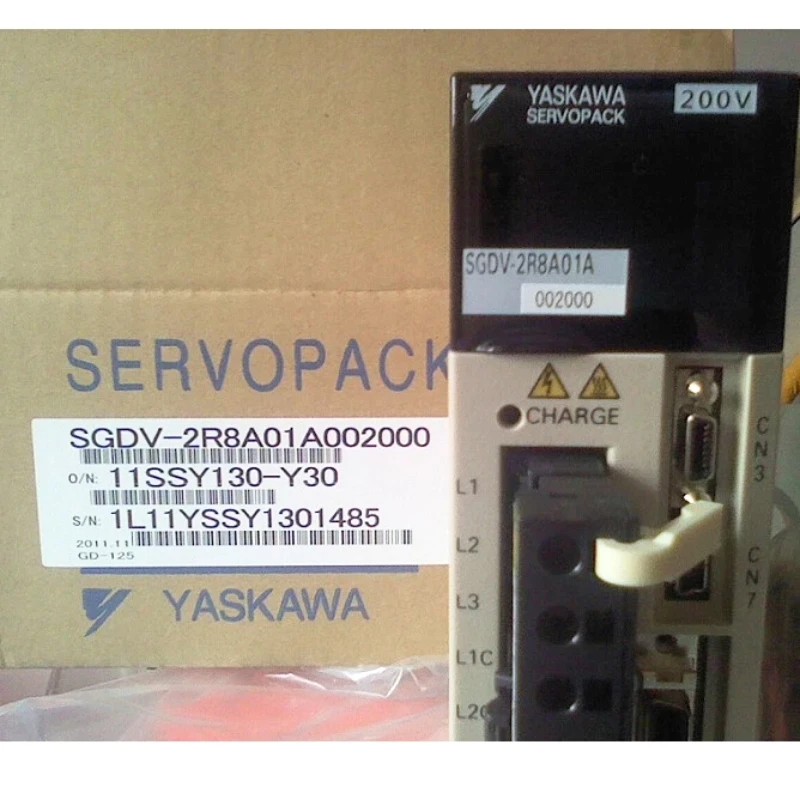 SERVOPACK
SGDV-2R8A01A002000
O/N: 11SSY130-Y30
S/N: 1L11YSSY1301485
2011.11
GD-125
YASKAWA
YASKAWA
SERVOPACK
200V
SGDV-2R8A01A
002000
CHARGE
CN3
L1
L2
CN7
L3
L1C
L2C